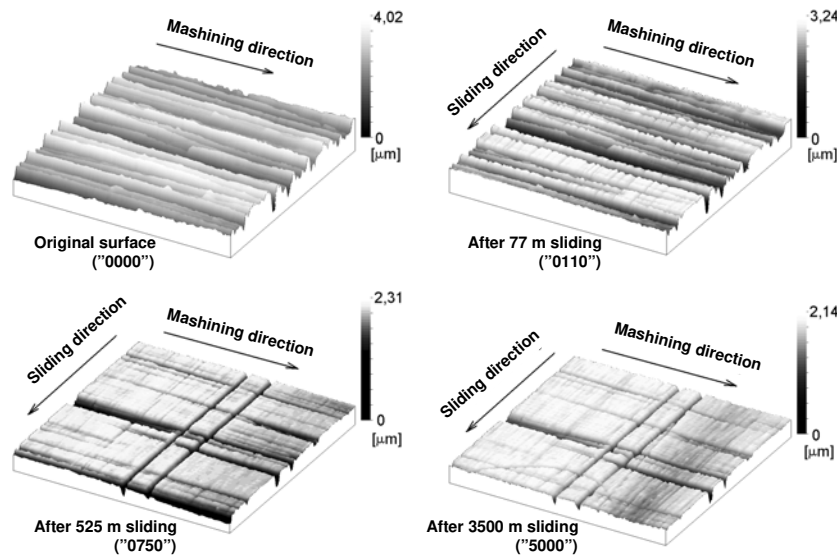 4,02
Mashining direction
0
[µm]
Original surface
("0000")
3,24
Mashining direction
Sliding direction
0
[µm]
After 77 m sliding
(”0110”)
2,31
Mashining direction
Sliding direction
0
[µm]
After 525 m sliding
(”0750”)
2,14
Mashining direction
Sliding direction
0
[µm]
After 3500 m sliding
(”5000”)